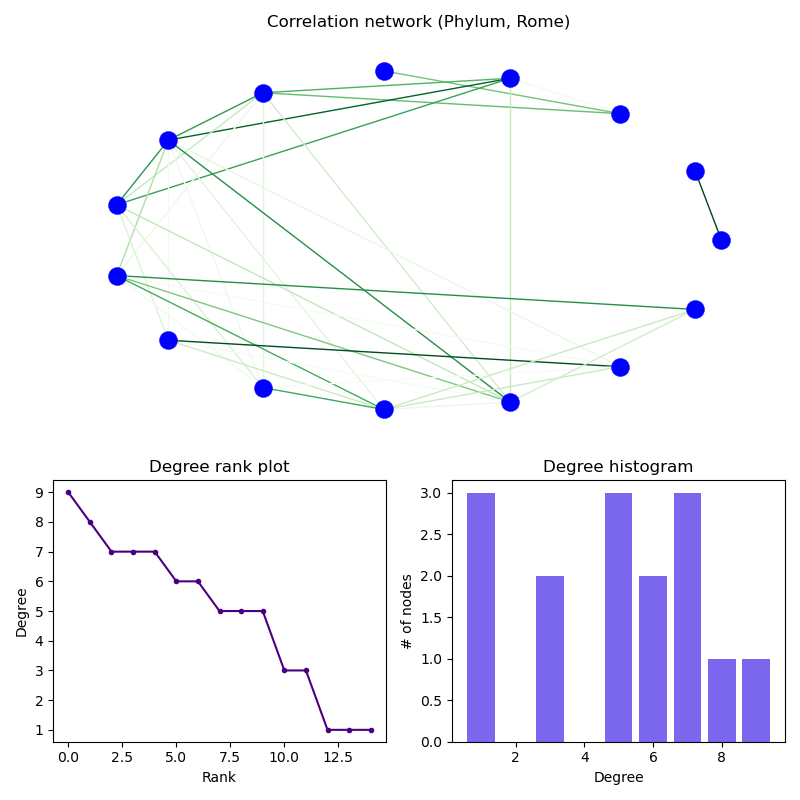 Correlation network (Phylum, Rome)
Degree rank plot
Degree
9
8
7
6
5
4
3
2
1
0.0 2.5 5.0 7.5 10.0 12.5
Rank
Degree histogram
# of nodes
3.0
2.5
2.0
1.5
1.0
0.5
0.0
2 4 6 8
Degree